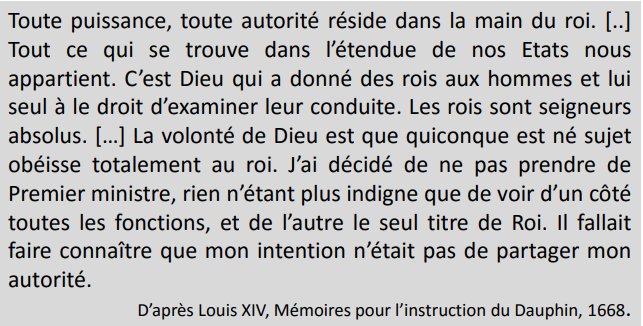 Toute puissance, toute autorité réside dans la main du roi. [..]
Tout ce qui se trouve dans l’étendue de nos Etats nous
appartient. C’est Dieu qui a donné des rois aux hommes et lui
seul à le droit d’examiner leur conduite. Les rois sont seigneurs
absolus. […] La volonté de Dieu est que quiconque est né sujet
obéisse totalement au roi. J’ai décidé de ne pas prendre de
Premier ministre, rien n’étant plus indigne que de voir d’un côté
toutes les fonctions, et de l’autre le seul titre de Roi. Il fallait
faire connaître que mon intention n’était pas de partager mon
autorité.
D’après Louis XIV, Mémoires pour l’instruction du Dauphin, 1668.